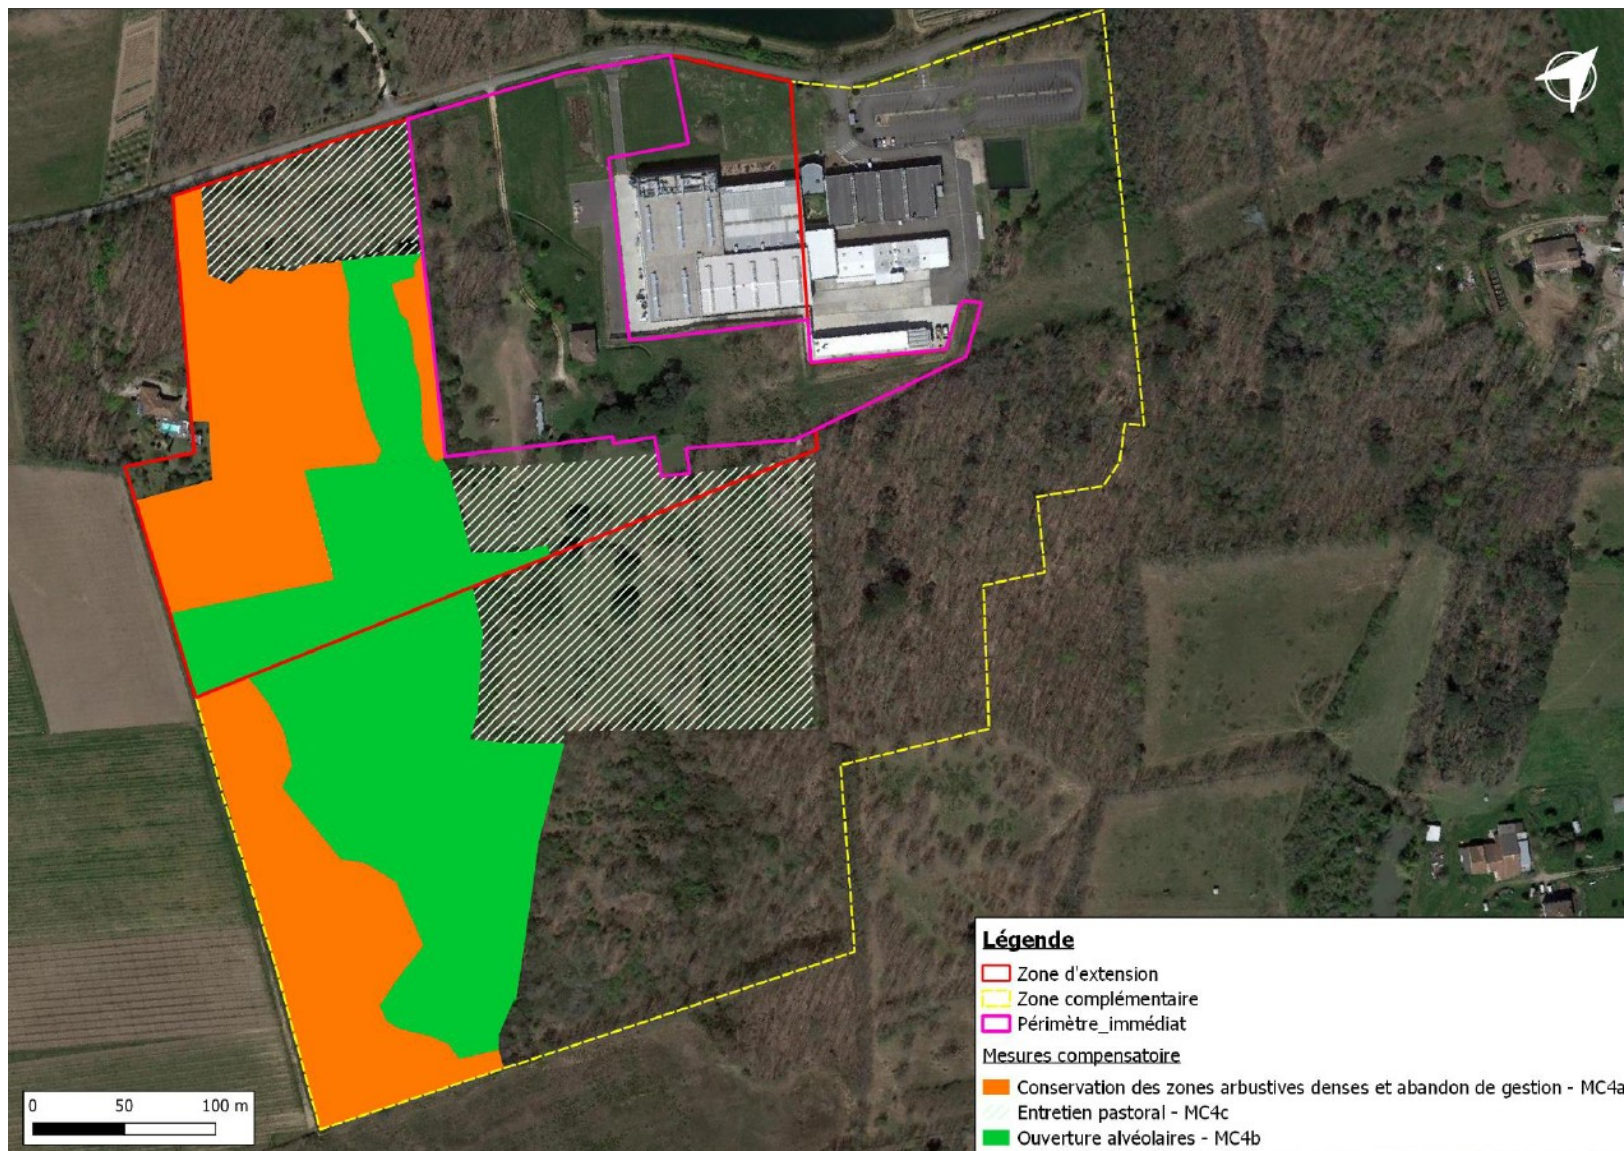 Légende
Zone d'extension
Zone complémentaire
Périmètre_immédiat
Mesures compensatoire
Conservation des zones arbustives denses et abandon de gestion - MC4a
Entretien pastoral - MC4c
Ouverture alvéolaires - MC4b
0 50 100 m